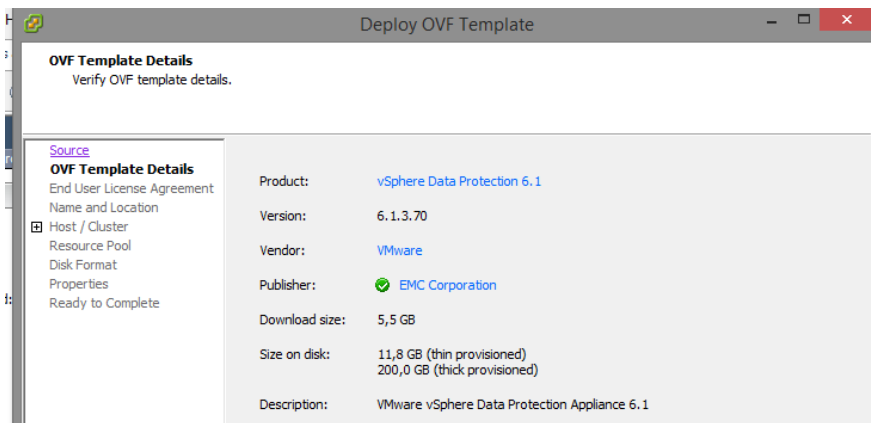 Deploy OVF Template
OVF Template Details
Verify OVF template details.
Source
OVF Template Details
End User License Agreement
Name and Location
Host / Cluster
Resource Pool
Disk Format
Properties
Ready to Complete
Product: vSphere Data Protection 6.1
Version: 6.1.3.70
Vendor: VMware
Publisher: EMC Corporation
Download size: 5,5 GB
Size on disk: 11,8 GB (thin provisioned)
200,0 GB (thick provisioned)
Description: VMware vSphere Data Protection Appliance 6.1